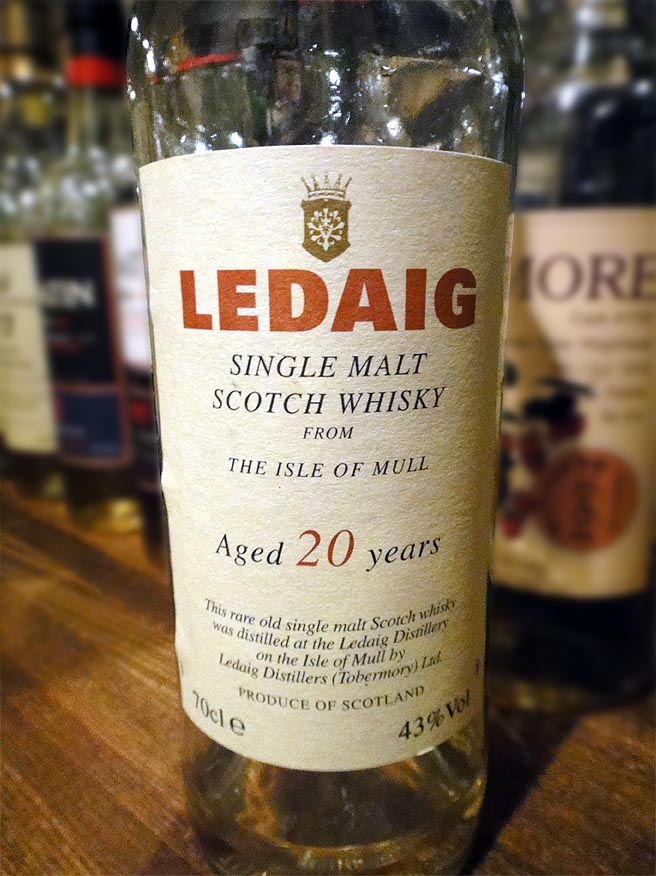 LEDAIG
SINGLE MALT
SCOTCH WHISKY
FROM
THE ISLE OF MULL
Aged 20 years
This rare old single malt Scotch whisky
was distilled at the Ledaig Distillery
on the Isle of Mull by
Ledaig Distillers (Tobermory) Ltd.
PRODUCE OF SCOTLAND
70cl e
43%Vol
MORE